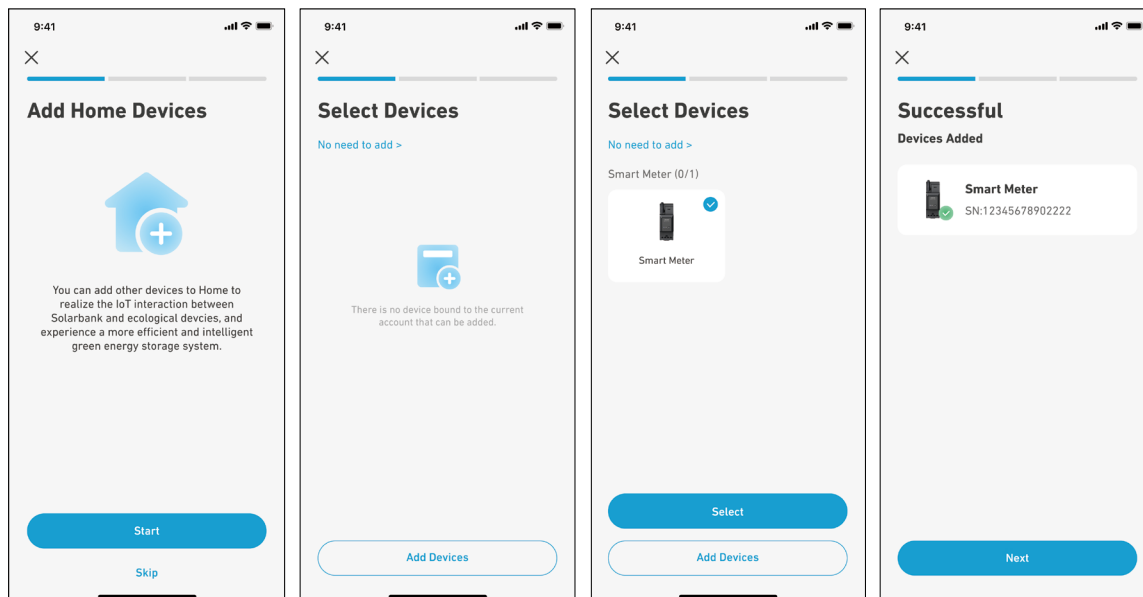 9:41
Add Home Devices
You can add other devices to Home to
realize the IoT interaction between
Solarbank and ecological devcies, and
experience a more efficient and intelligent
green energy storage system.
Start
Skip
9:41
Select Devices
No need to add >
There is no device bound to the current
account that can be added.
Add Devices
9:41
Select Devices
No need to add >
Smart Meter (0/1)
Smart Meter
Select
Add Devices
9:41
Successful
Devices Added
Smart Meter
SN:12345678902222
Next